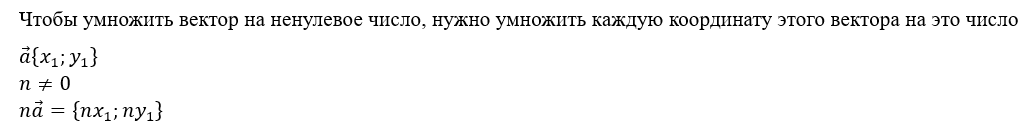 Чтобы умножить вектор на ненулевое число, нужно умножить каждую координату этого вектора на это число
a⃗{x₁; y₁}
n ≠ 0
na⃗ = {nx₁; ny₁}